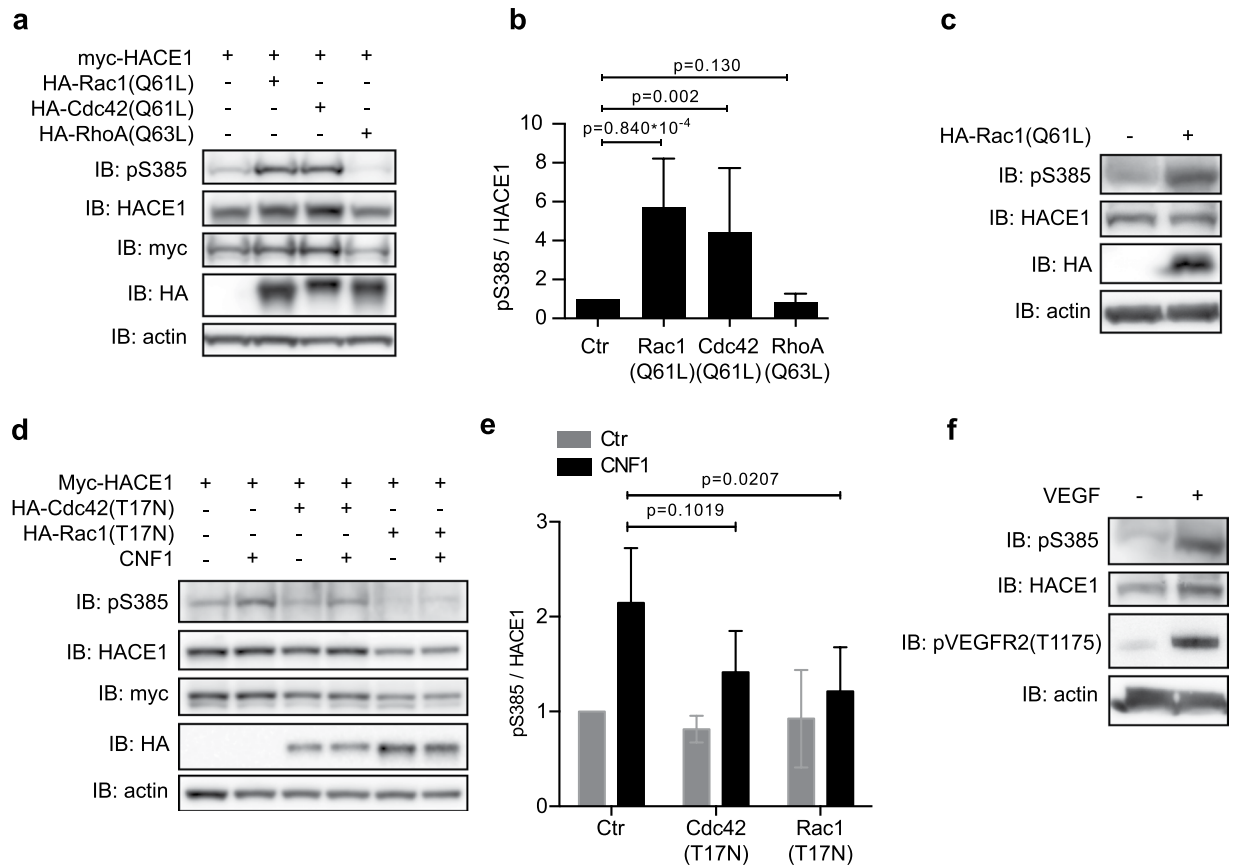 a
myc-HACE1 + + + +
HA-Rac1(Q61L) - + - -
HA-Cdc42(Q61L) - - + -
HA-RhoA(Q63L) - - - +
IB: pS385
IB: HACE1
IB: myc
IB: HA
IB: actin
b
p=0.130
p=0.002
p=0.840*10-4
10
8
6
4
2
0
pS385 / HACE1
Ctr Rac1 Cdc42 RhoA
(Q61L) (Q61L) (Q63L)
c
HA-Rac1(Q61L) - +
IB: pS385
IB: HACE1
IB: HA
IB: actin
d
Myc-HACE1 + + + + + +
HA-Cdc42(T17N) - - + + - -
HA-Rac1(T17N) - - - - + +
CNF1 - + - + - +
IB: pS385
IB: HACE1
IB: myc
IB: HA
IB: actin
e
Ctr
CNF1
p=0.0207
p=0.1019
3
2
1
0
pS385 / HACE1
Ctr Cdc42 Rac1
(T17N) (T17N)
f
VEGF - +
IB: pS385
IB: HACE1
IB: pVEGFR2(T1175)
IB: actin